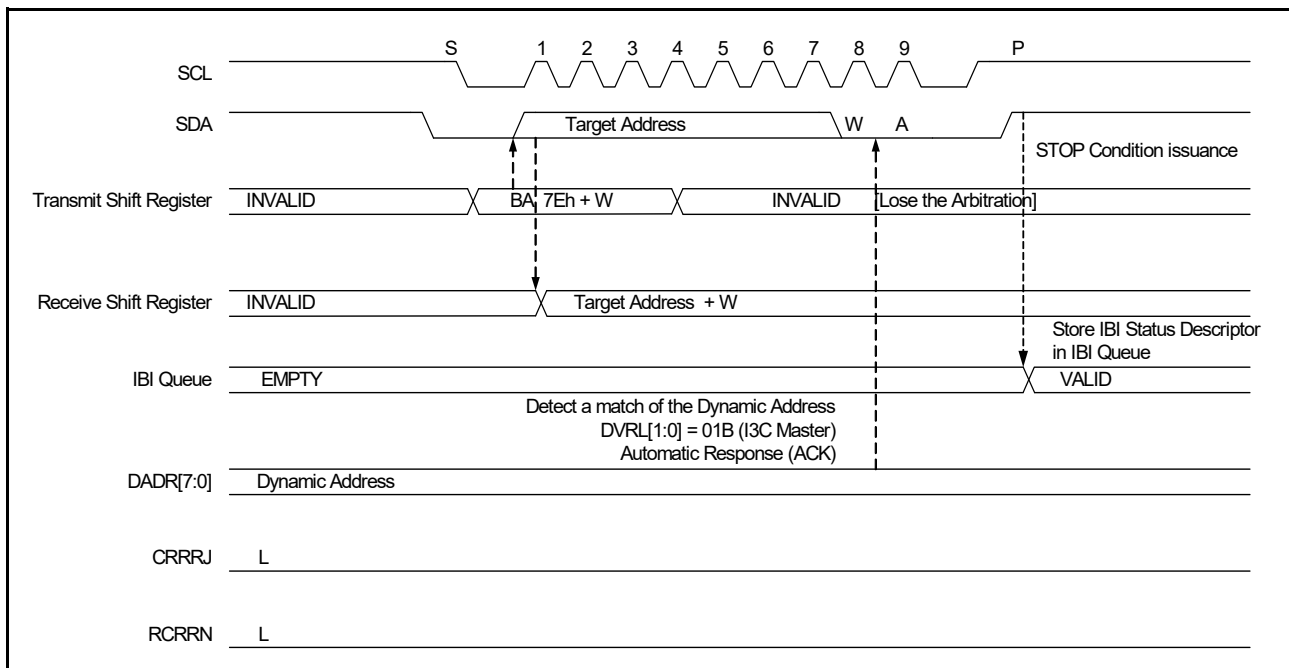 S 1 2 3 4 5 6 7 8 9 P
SCL
SDA Target Address W A
STOP Condition issuance
Transmit Shift Register INVALID BA, 7Eh + W INVALID [Lose the Arbitration]
Receive Shift Register INVALID Target Address + W
Store IBI Status Descriptor
in IBI Queue
IBI Queue EMPTY VALID
Detect a match of the Dynamic Address
DVRL[1:0] = 01B (I3C Master)
Automatic Response (ACK)
DADR[7:0] Dynamic Address
CRRRJ L
RCRRN L